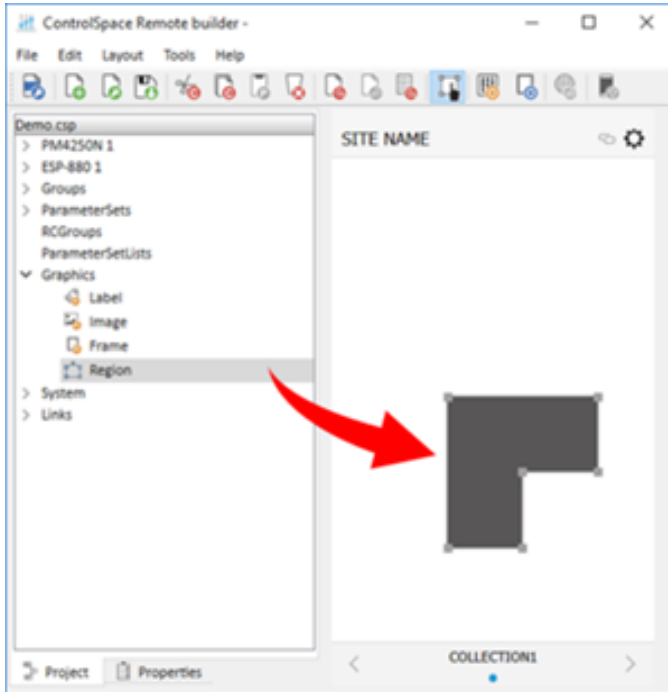 ControlSpace Remote builder -
File Edit Layout Tools Help
Demo.csp
PM4250N 1
ESP-880 1
Groups
ParameterSets
RCGroups
ParameterSetLists
Graphics
Label
Image
Frame
Region
System
Links
SITE NAME
COLLECTION1
Project Properties